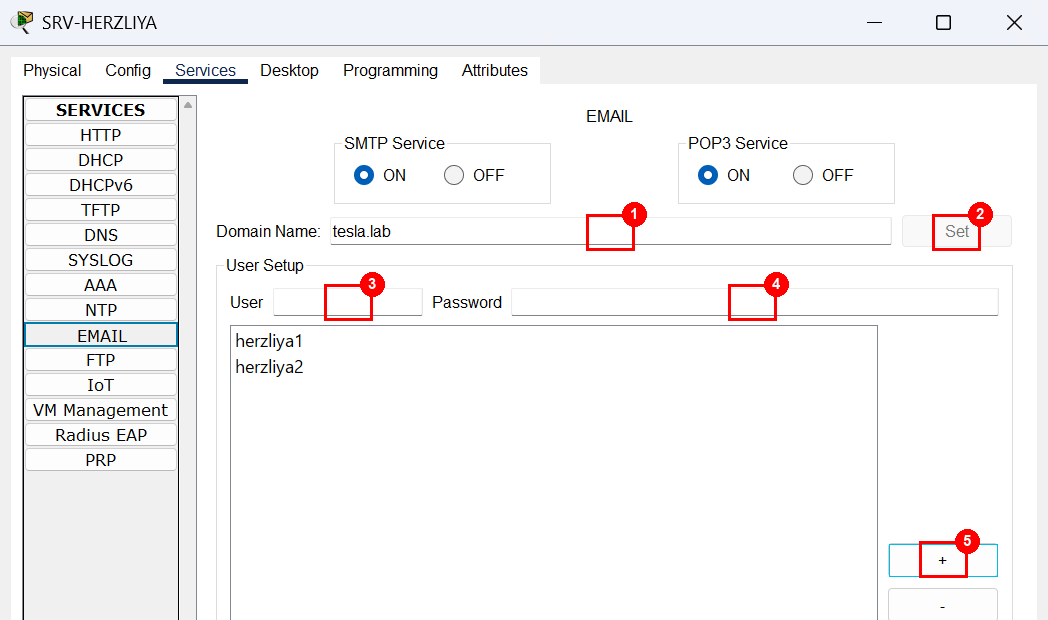 SRV-HERZLIYA
Physical Config Services Desktop Programming Attributes
SERVICES
HTTP
DHCP
DHCPv6
TFTP
DNS
SYSLOG
AAA
NTP
EMAIL
FTP
IoT
VM Management
Radius EAP
PRP
EMAIL
SMTP Service
ON OFF
POP3 Service
ON OFF
Domain Name: tesla.lab 1 Set 2
User Setup
User 3 Password 4
herzliya1
herzliya2
+ 5
-